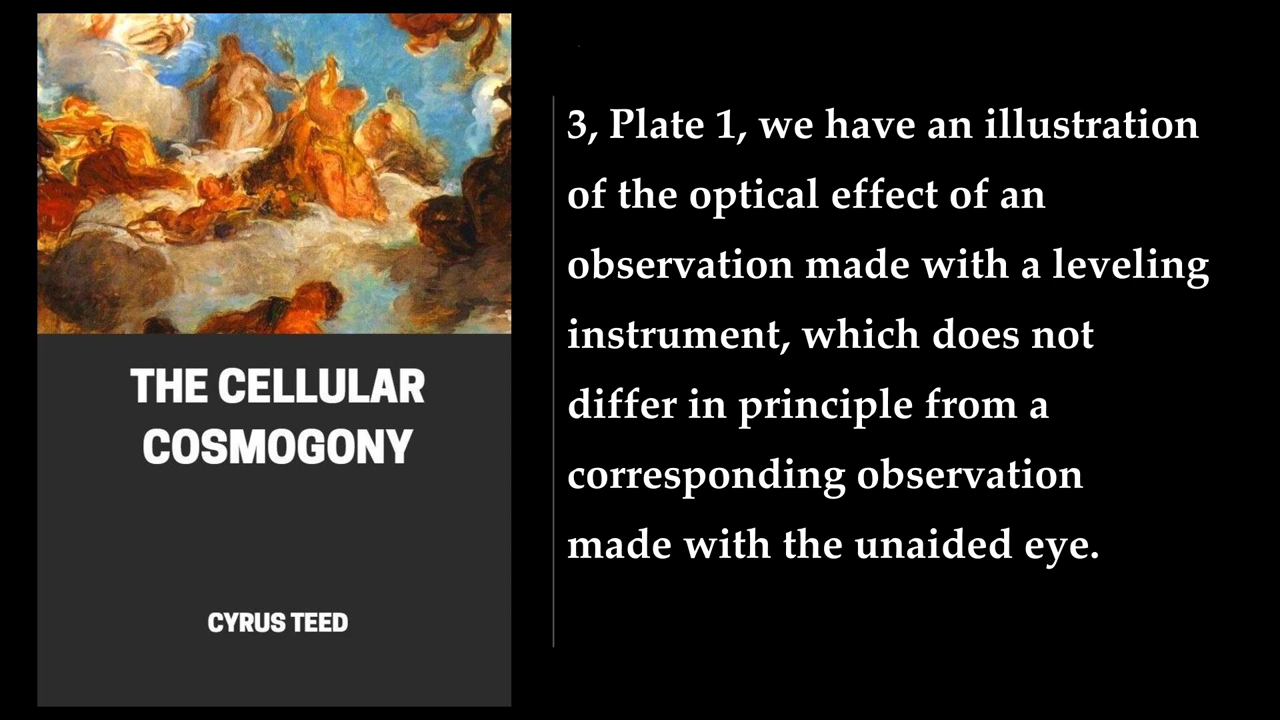 THE CELLULAR
COSMOGONY
CYRUS TEED
3, Plate 1, we have an illustration
of the optical effect of an
observation made with a leveling
instrument, which does not
differ in principle from a
corresponding observation
made with the unaided eye.